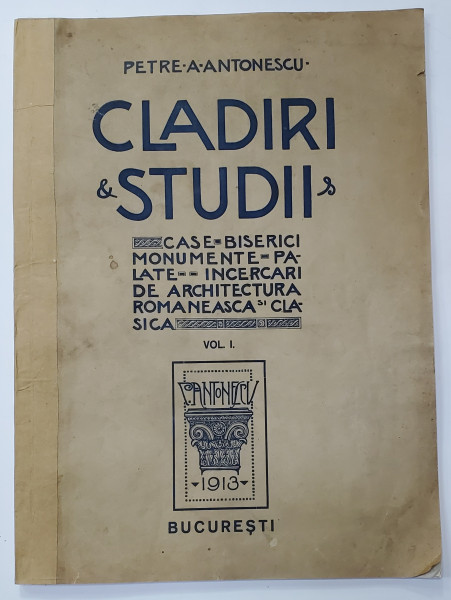 PETRE·A·ANTONESCU·
CLADIRI
& STUDII
CASE=BISERICI
MONUMENTE=PA-
LATE==INCERCARI
DE ARCHITECTURA
ROMANEASCA SI CLA-
SICA
VOL. I.
P.ANTONESCU
1913
BUCUREȘTI